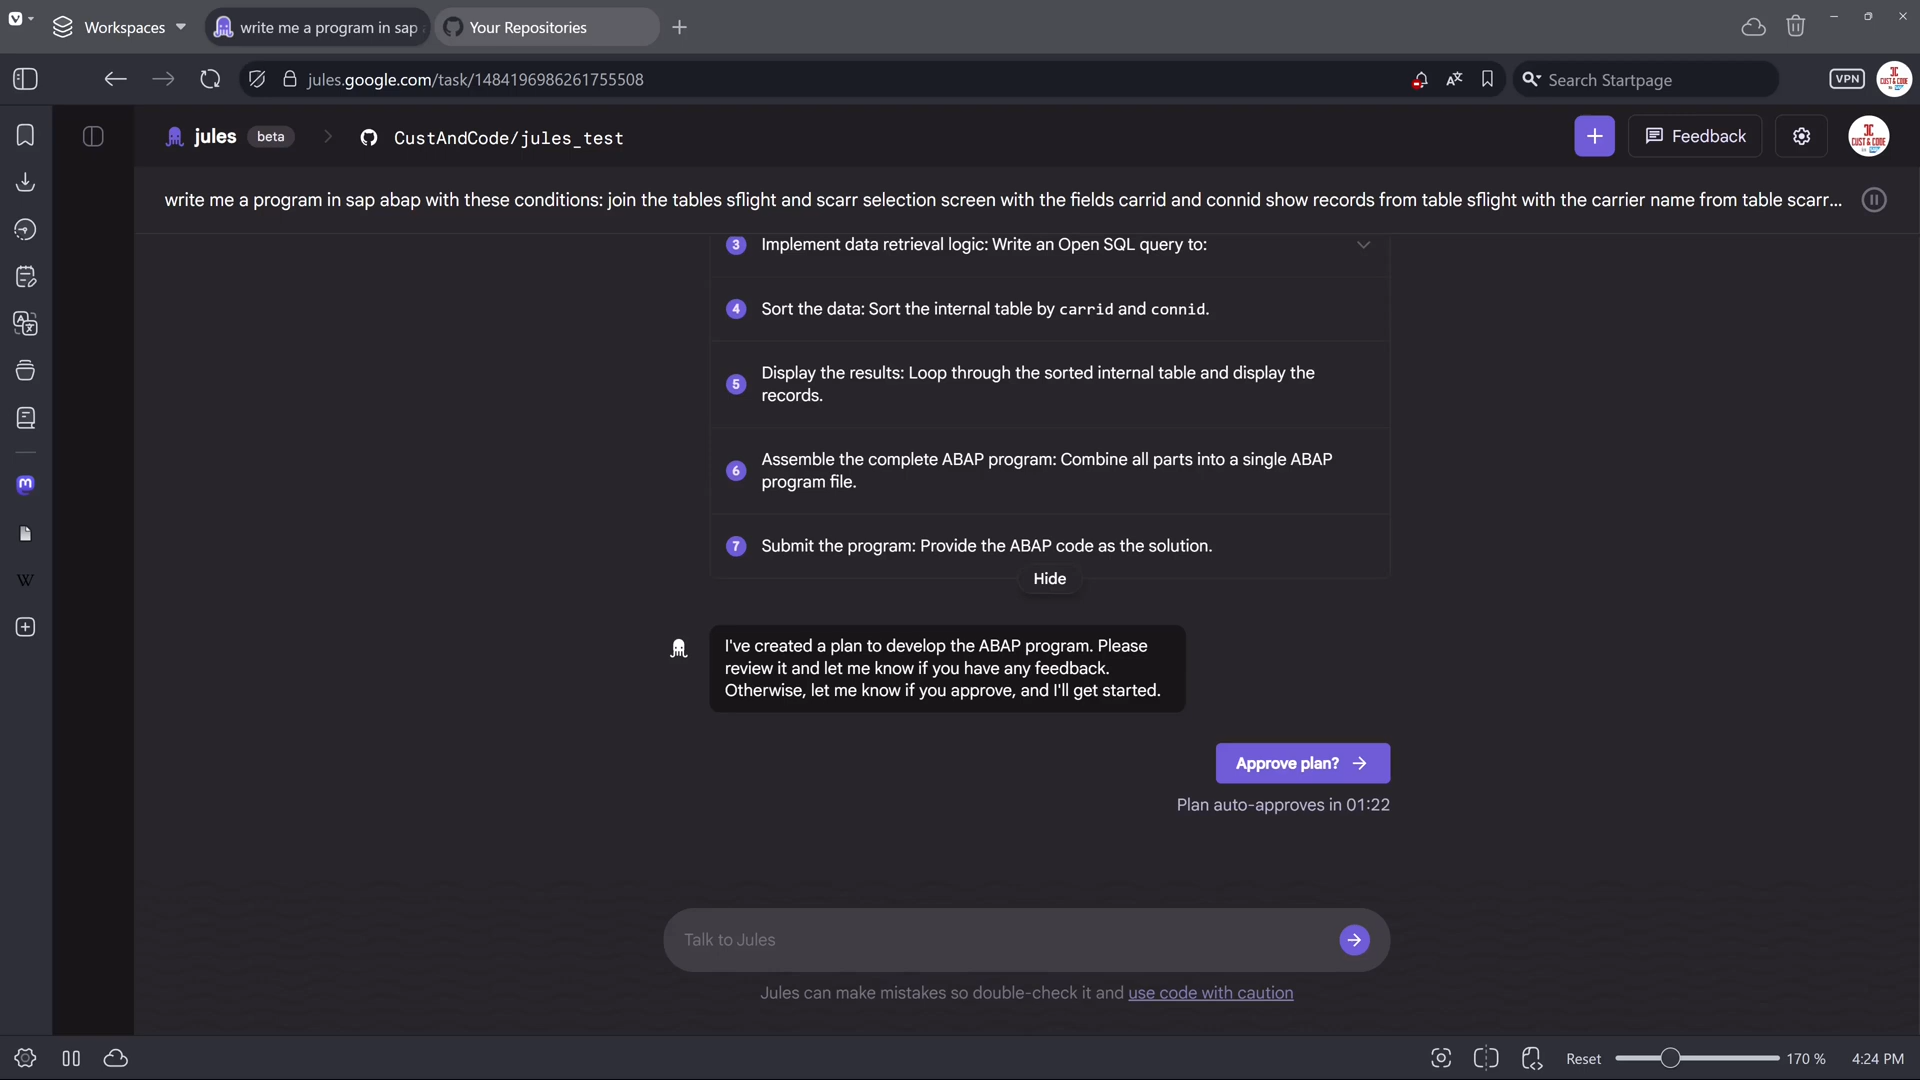 Workspaces
write me a program in sap
Your Repositories
jules.google.com/task/1484196986261755508
Search Startpage
VPN
jules beta
CustAndCode/jules_test
Feedback
write me a program in sap abap with these conditions: join the tables sflight and scarr selection screen with the fields carrid and connid show records from table sflight with the carrier name from table scarr...
3 Implement data retrieval logic: Write an Open SQL query to:
4 Sort the data: Sort the internal table by carrid and connid.
5 Display the results: Loop through the sorted internal table and display the
records.
6 Assemble the complete ABAP program: Combine all parts into a single ABAP
program file.
7 Submit the program: Provide the ABAP code as the solution.
Hide
I've created a plan to develop the ABAP program. Please
review it and let me know if you have any feedback.
Otherwise, let me know if you approve, and I'll get started.
Approve plan?
Plan auto-approves in 01:22
Talk to Jules
Jules can make mistakes so double-check it and use code with caution
Reset
170 %
4:24 PM